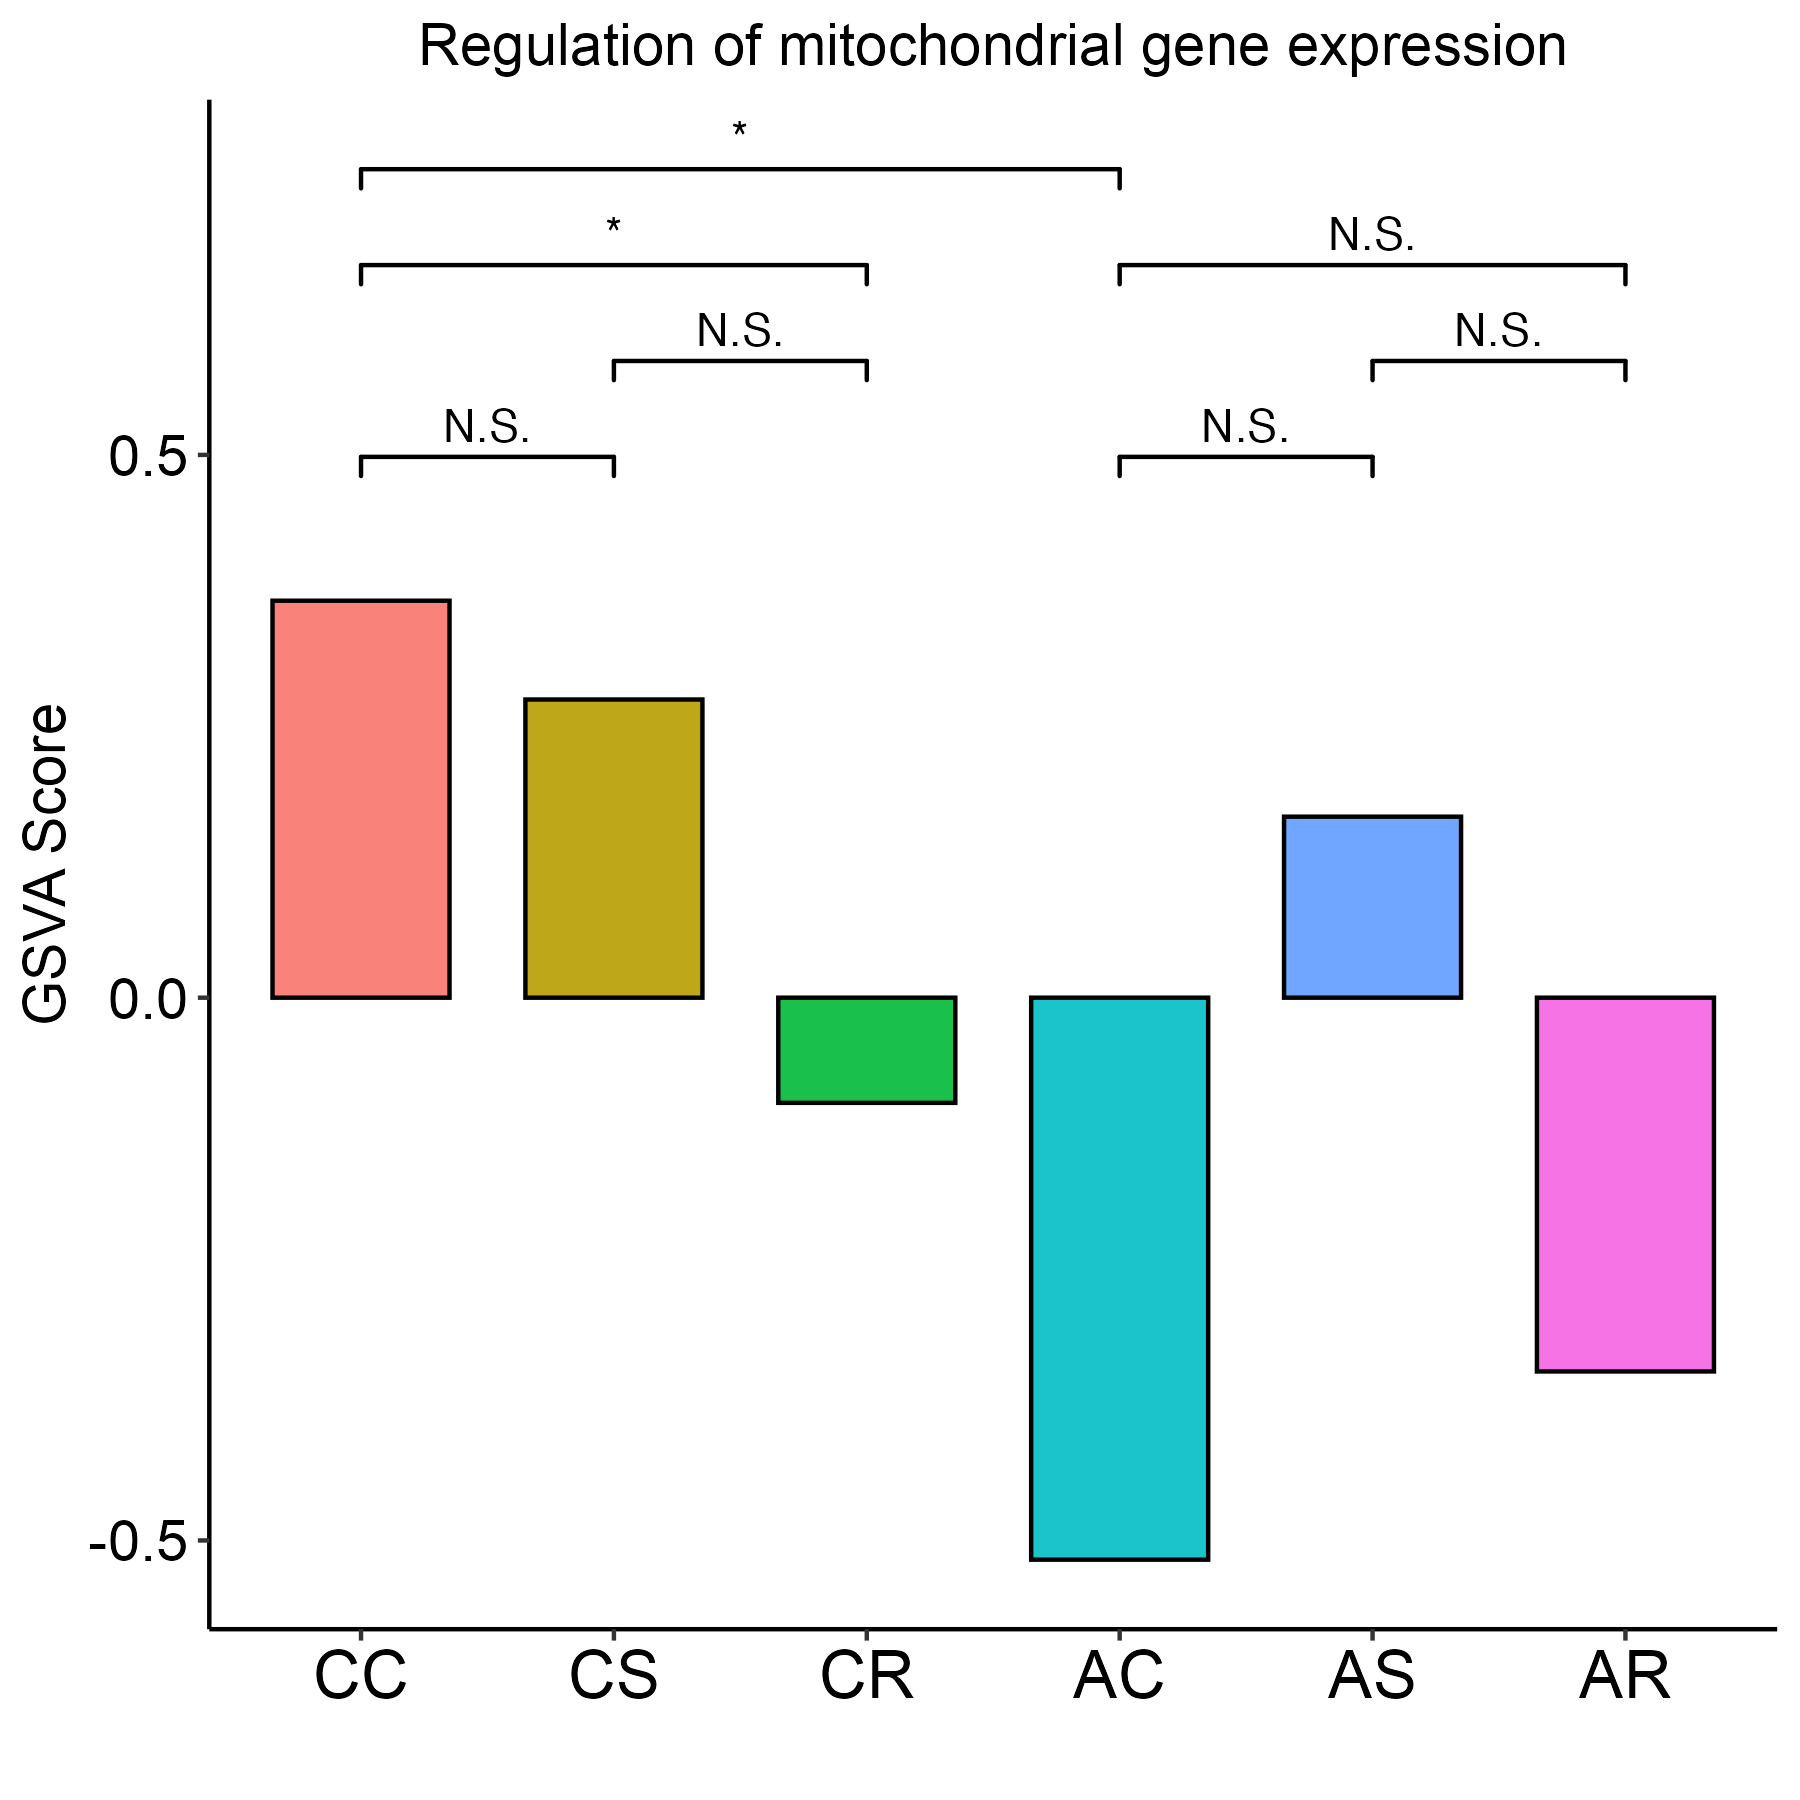 Regulation of mitochondrial gene expression
*
*
N.S.
N.S.
N.S.
N.S.
N.S.
0.5
0.0
-0.5
GSVA Score
CC CS CR AC AS AR